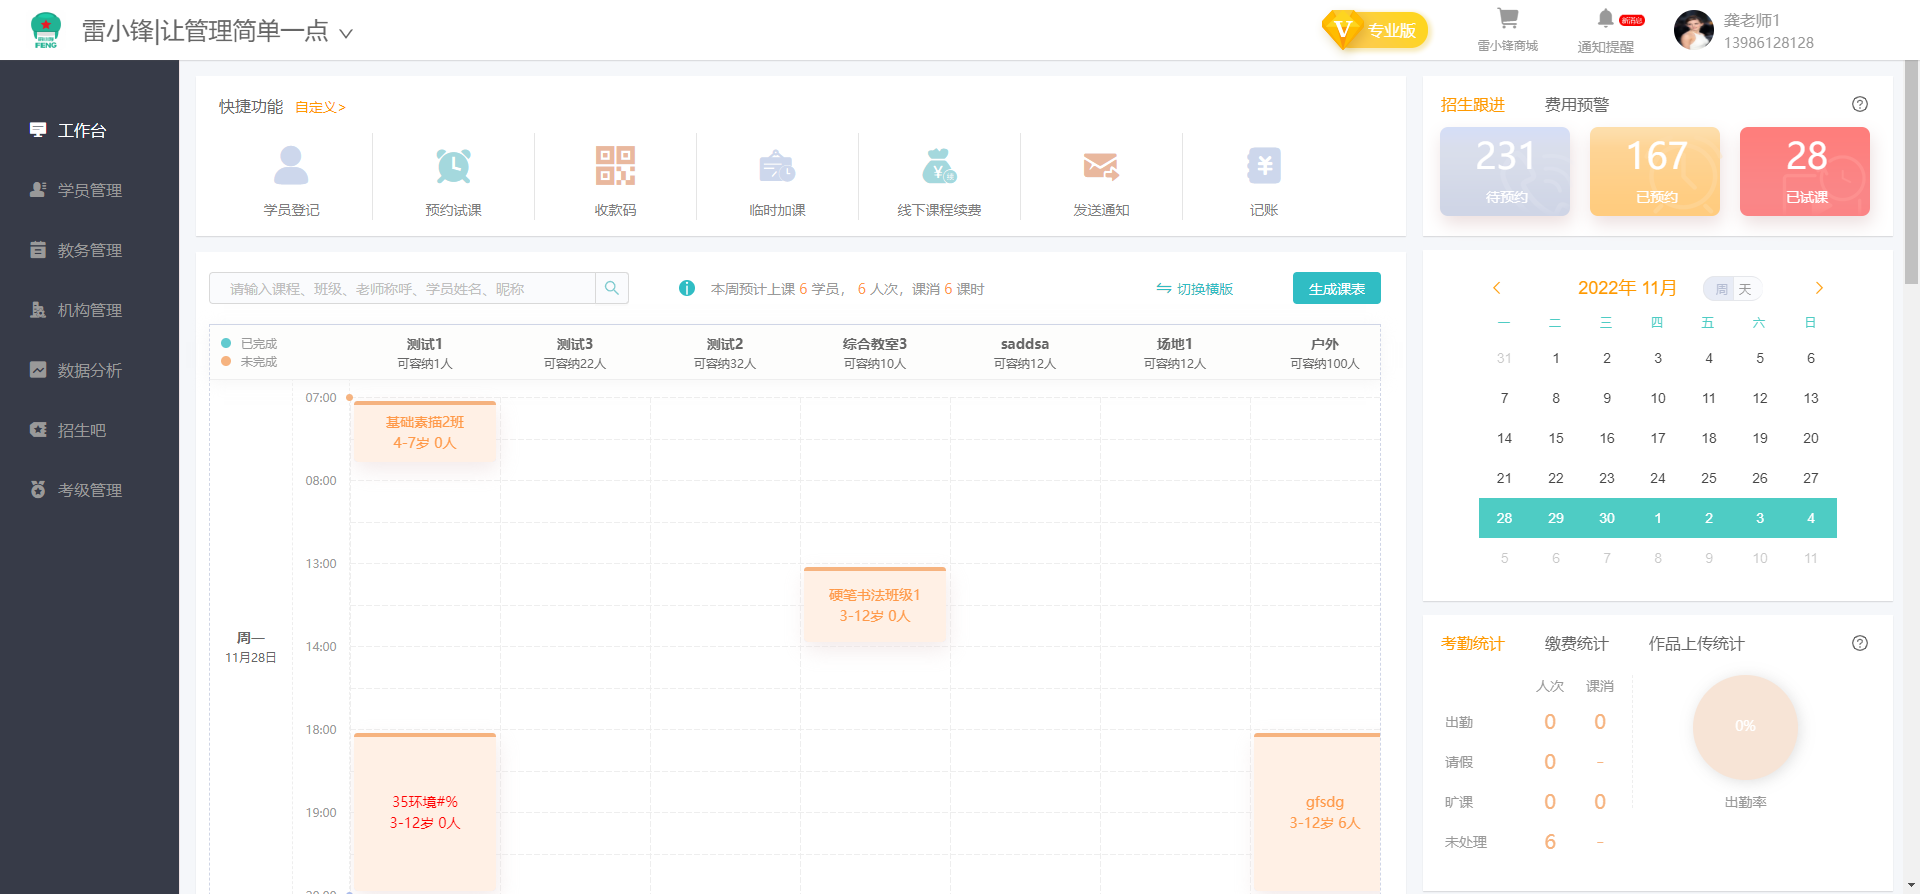 FENG
雷小锋|让管理简单一点
V 专业版
雷小锋商城
新消息
通知提醒
龚老师1
13986128128
工作台
学员管理
教务管理
机构管理
数据分析
招生吧
考级管理
快捷功能 自定义>
学员登记 预约试课 收款码 临时加课 线下课程续费 发送通知 记账
请输入课程、班级、老师称呼、学员姓名、昵称
本周预计上课 6 学员, 6 人次, 课消 6 课时
切换横版
生成课表
已完成
未完成
测试1 测试3 测试2 综合教室3 saddsa 场地1 户外
可容纳1人 可容纳22人 可容纳32人 可容纳10人 可容纳12人 可容纳12人 可容纳100人
07:00
基础素描2班
4-7岁 0人
08:00
13:00
硬笔书法班级1
3-12岁 0人
周一
11月28日
14:00
18:00
35环境#%
3-12岁 0人
gfsdg
3-12岁 6人
19:00
20:00
招生跟进 费用预警
231 167 28
待预约 已预约 已试课
2022年 11月
周 天
一 二 三 四 五 六 日
31 1 2 3 4 5 6
7 8 9 10 11 12 13
14 15 16 17 18 19 20
21 22 23 24 25 26 27
28 29 30 1 2 3 4
5 6 7 8 9 10 11
考勤统计 缴费统计 作品上传统计
人次 课消
出勤 0 0
请假 0 -
旷课 0 0
未处理 6 -
0%
出勤率